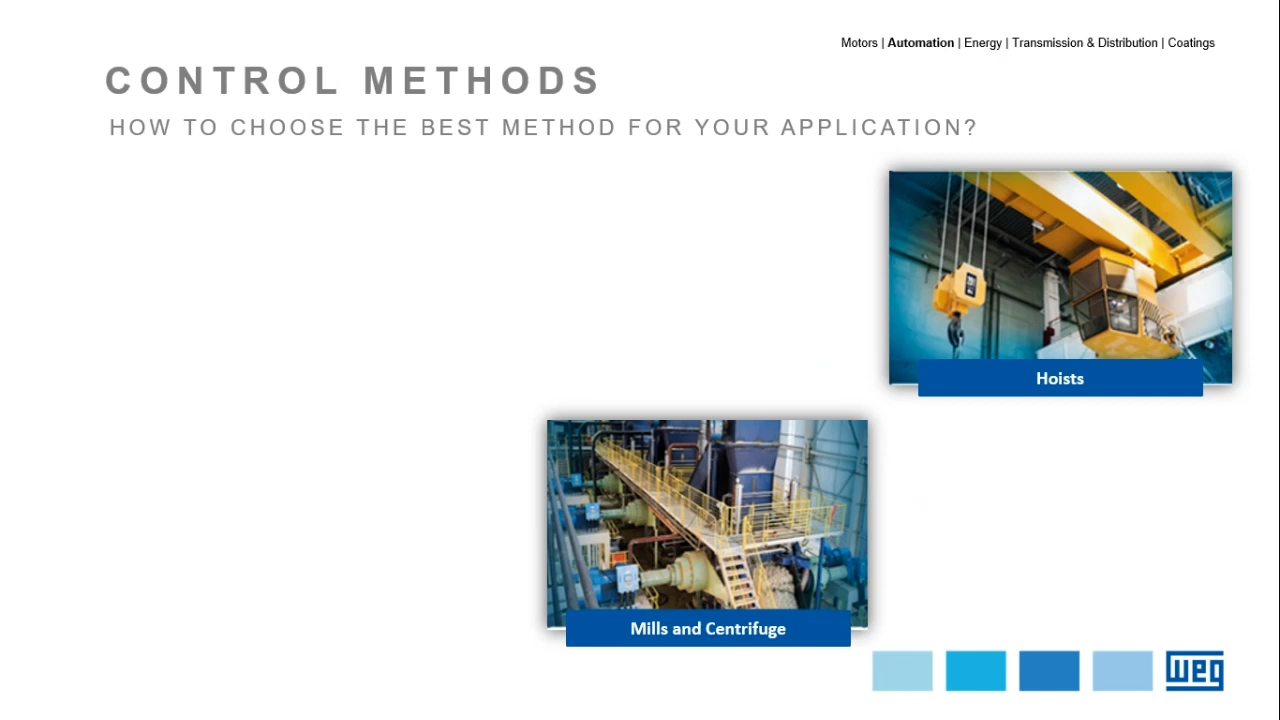 Motors | Automation | Energy | Transmission & Distribution | Coatings
CONTROL METHODS
HOW TO CHOOSE THE BEST METHOD FOR YOUR APPLICATION?
Hoists
Mills and Centrifuge
weg